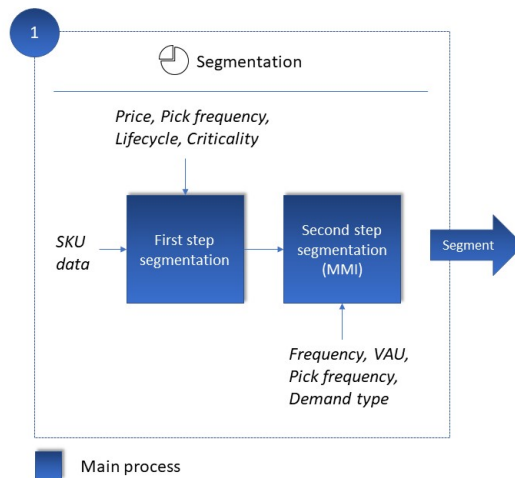 1
Segmentation
Price, Pick frequency,
Lifecycle, Criticality
SKU
data
First step
segmentation
Second step
segmentation
(MMI)
Segment
Frequency, VAU,
Pick frequency,
Demand type
Main process